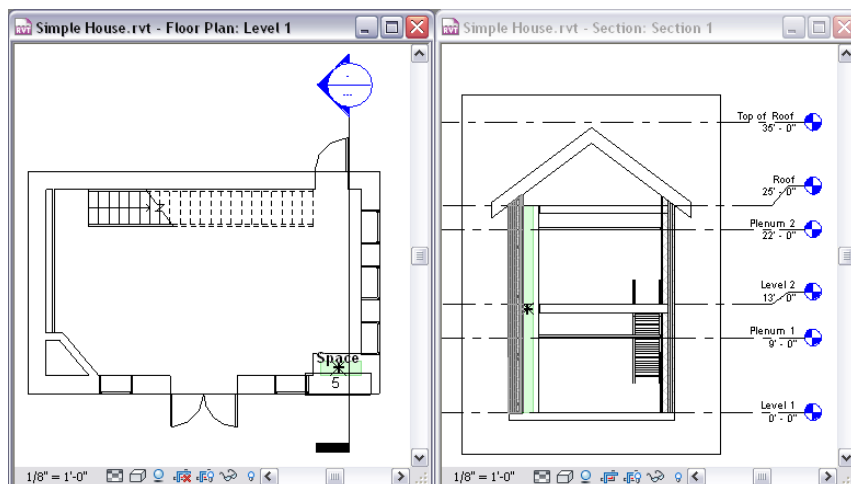 Simple House.rvt - Floor Plan: Level 1
Space
5
1/8" = 1'-0"
Simple House.rvt - Section: Section 1
Top of Roof
35' - 0"
Roof
25' - 0"
Plenum 2
22' - 0"
Level 2
13' - 0"
Plenum 1
9' - 0"
Level 1
0' - 0"
1/8" = 1'-0"